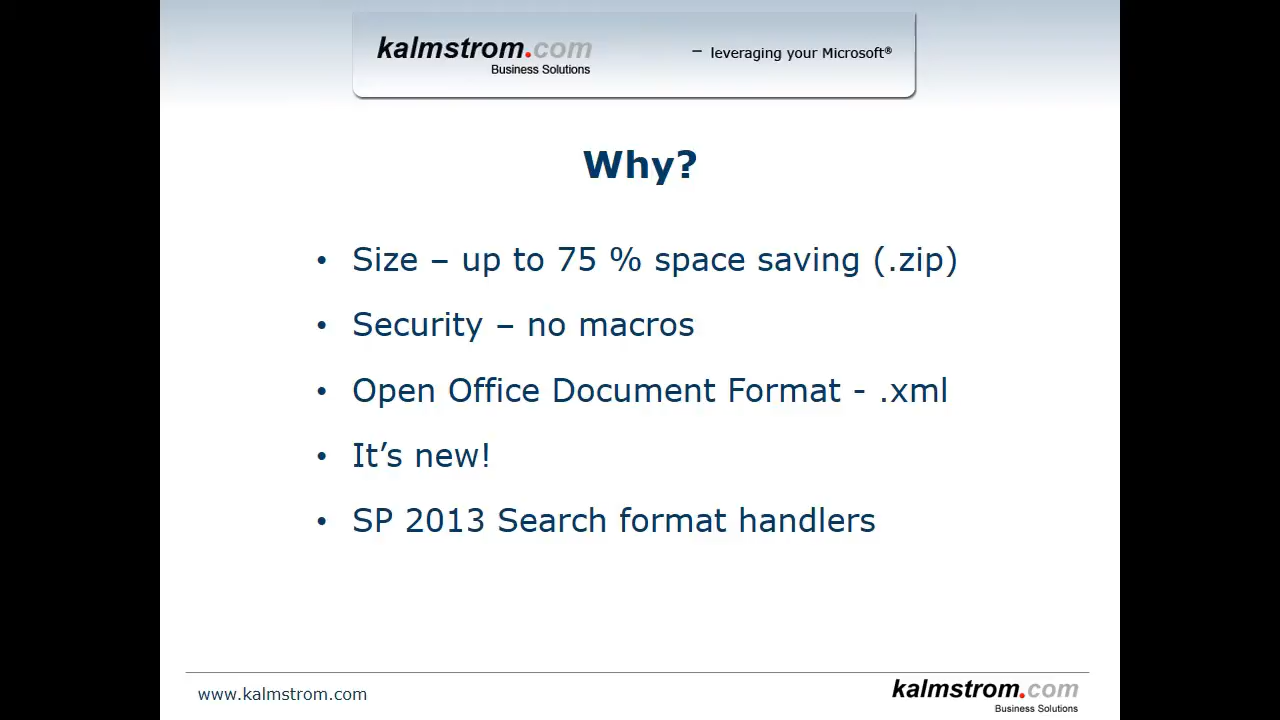 kalmstrom.com
Business Solutions
– leveraging your Microsoft®
Why?
• Size – up to 75 % space saving (.zip)
• Security – no macros
• Open Office Document Format - .xml
• It’s new!
• SP 2013 Search format handlers
www.kalmstrom.com
kalmstrom.com
Business Solutions